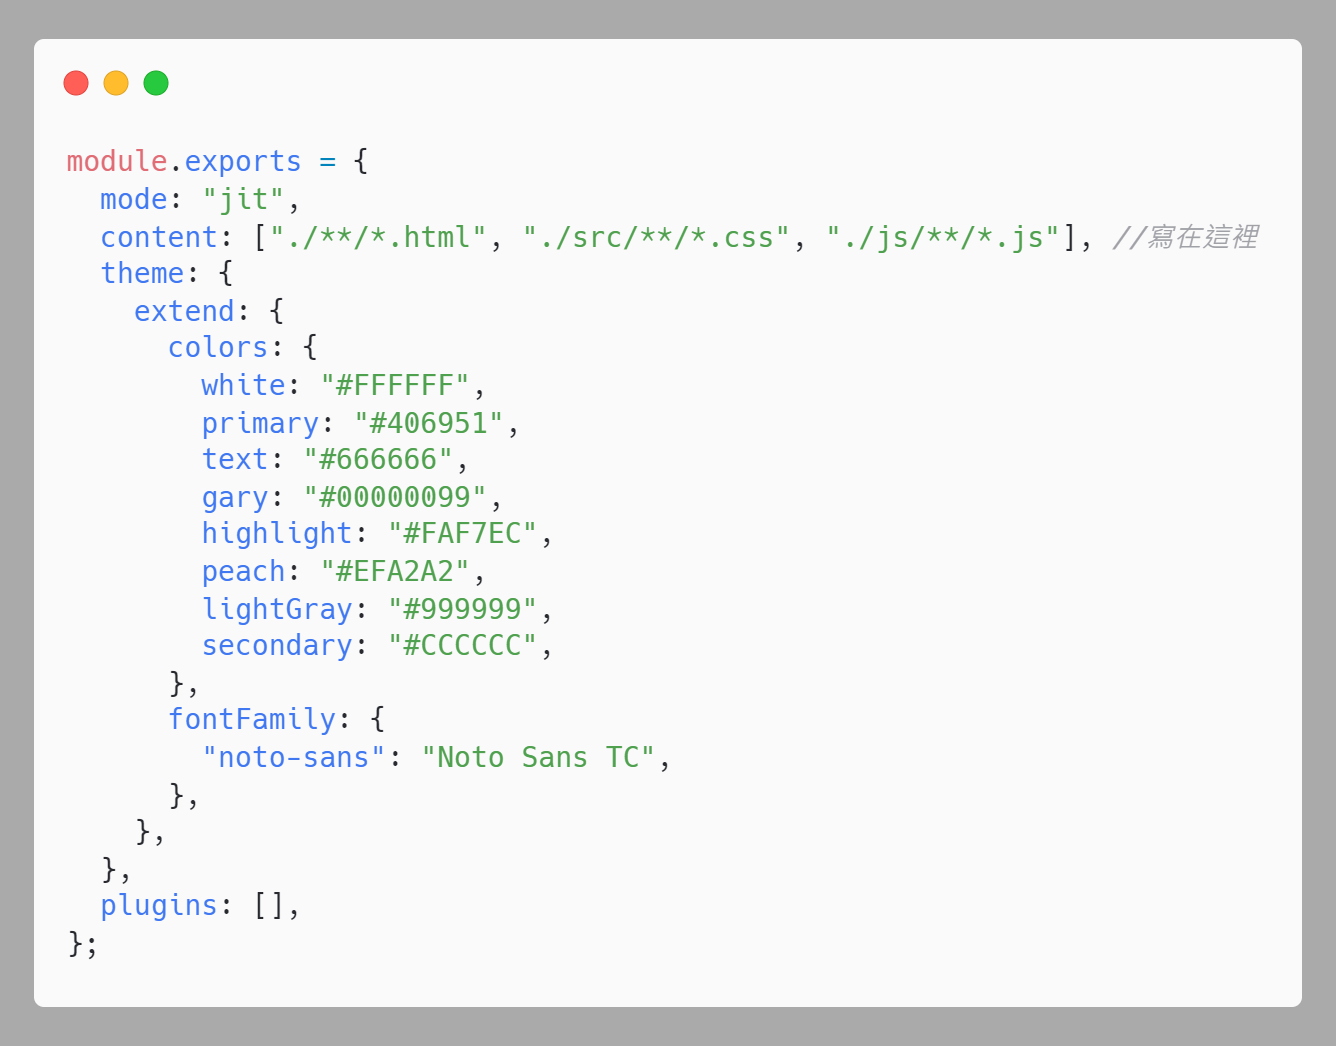 module.exports = {
  mode: "jit",
  content: ["./**/*.html", "./src/**/*.css", "./js/**/*.js"], //寫在這裡
  theme: {
    extend: {
      colors: {
        white: "#FFFFFF",
        primary: "#406951",
        text: "#666666",
        gary: "#00000099",
        highlight: "#FAF7EC",
        peach: "#EFA2A2",
        lightGray: "#999999",
        secondary: "#CCCCCC",
      },
      fontFamily: {
        "noto-sans": "Noto Sans TC",
      },
    },
  },
  plugins: [],
};